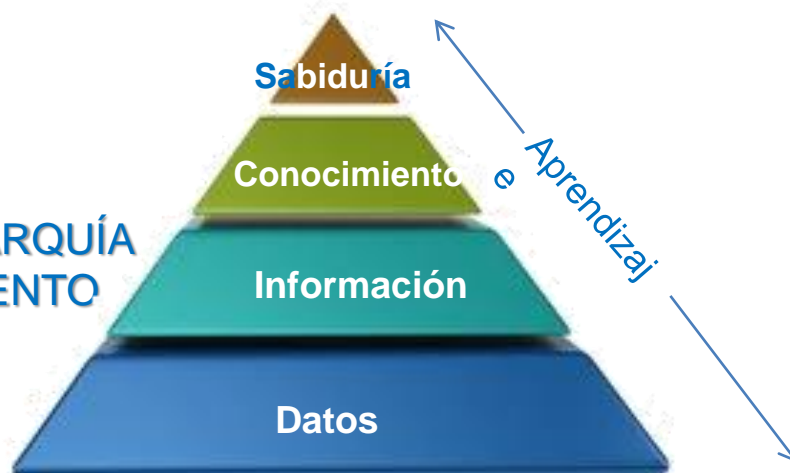 Sabiduría
Conocimiento
Aprendizaj
e
ARQUÍA
ENTO
Información
Datos